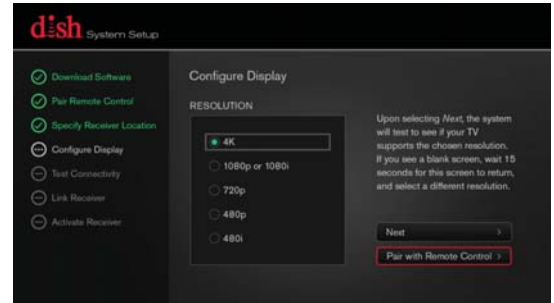 dish System Setup
Download Software
Pair Remote Control
Specify Receiver Location
Configure Display
Test Connectivity
Link Receiver
Activate Receiver
Configure Display
RESOLUTION
4K
1080p or 1080i
720p
480p
480i
Upon selecting Next, the system
will test to see if your TV
supports the chosen resolution.
If you see a blank screen, wait 15
seconds for this screen to return,
and select a different resolution.
Next
Pair with Remote Control